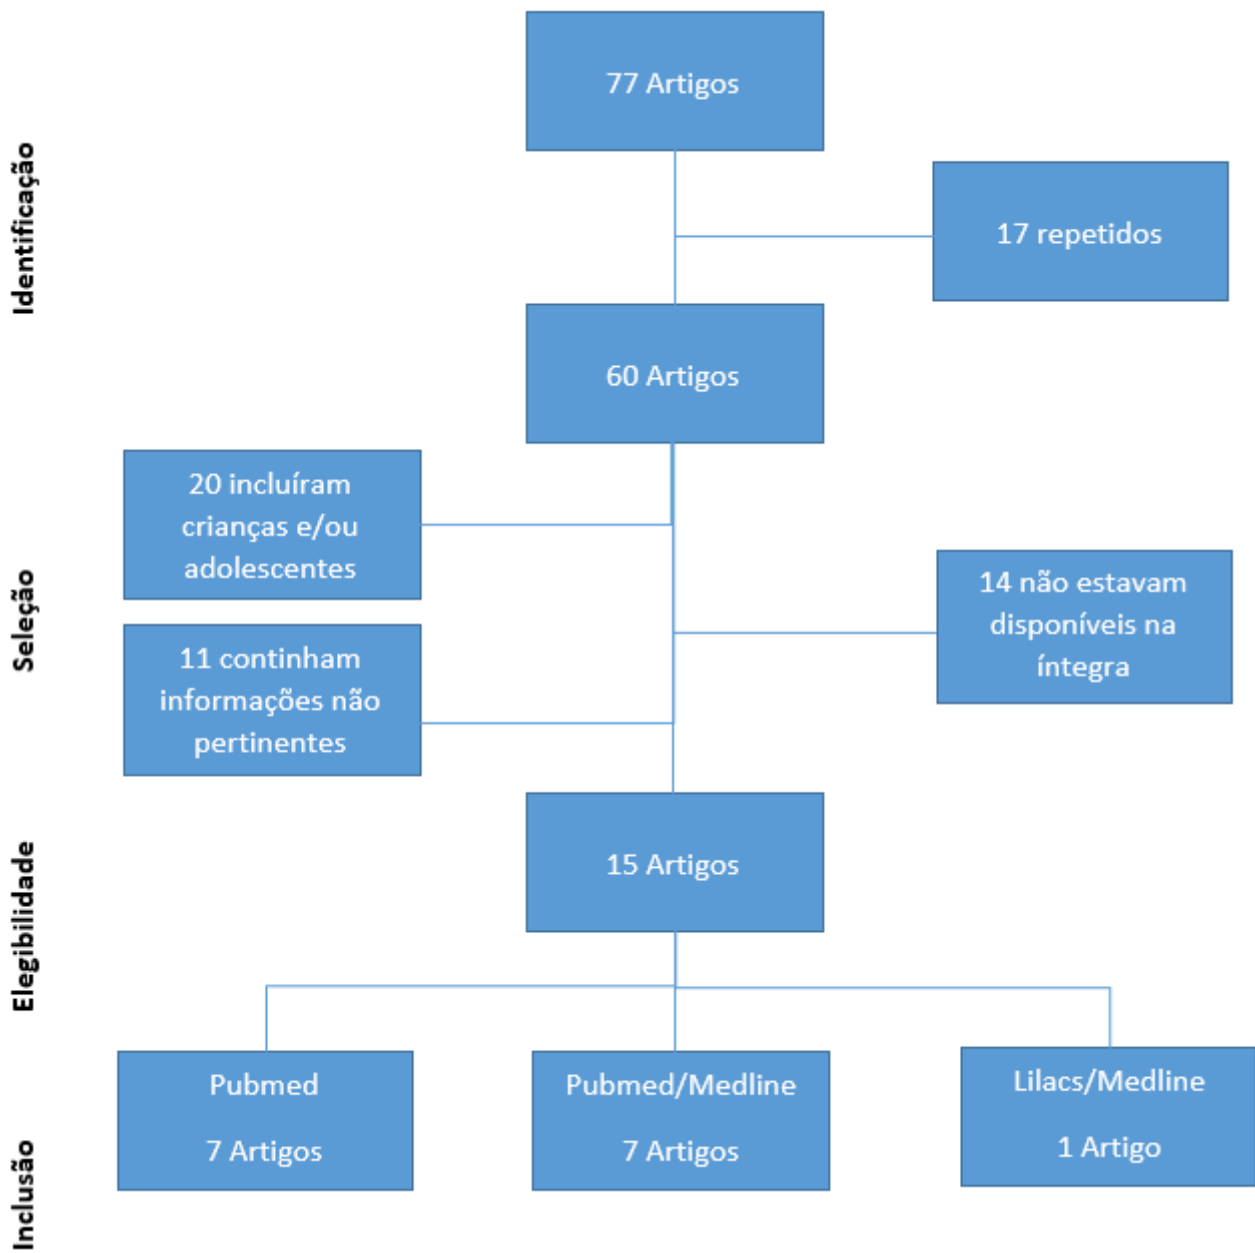 Identificação
77 Artigos
17 repetidos
60 Artigos
Seleção
20 incluíram
crianças e/ou
adolescentes
14 não estavam
disponíveis na
íntegra
11 continham
informações não
pertinentes
Elegibilidade
15 Artigos
Inclusão
Pubmed
7 Artigos
Pubmed/Medline
7 Artigos
Lilacs/Medline
1 Artigo